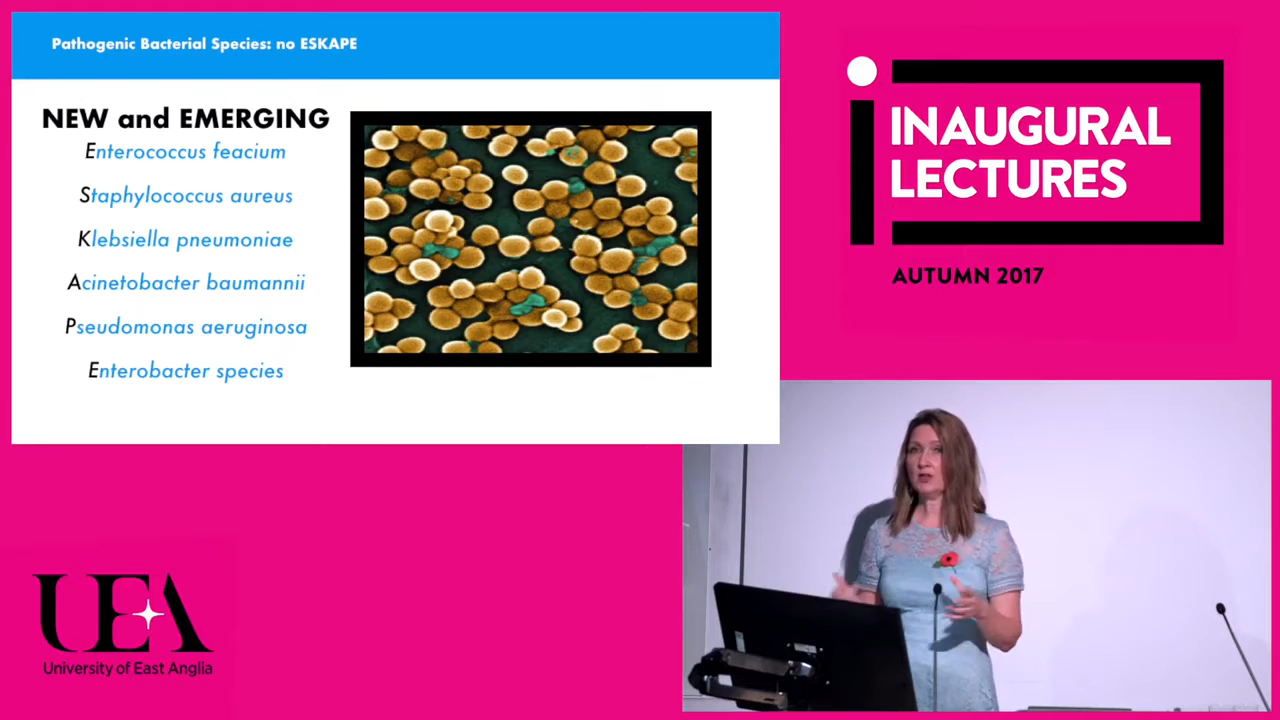 Pathogenic Bacterial Species: no ESKAPE
NEW and EMERGING
Enterococcus feacium
Staphylococcus aureus
Klebsiella pneumoniae
Acinetobacter baumannii
Pseudomonas aeruginosa
Enterobacter species
INAUGURAL
LECTURES
AUTUMN 2017
UEA
University of East Anglia